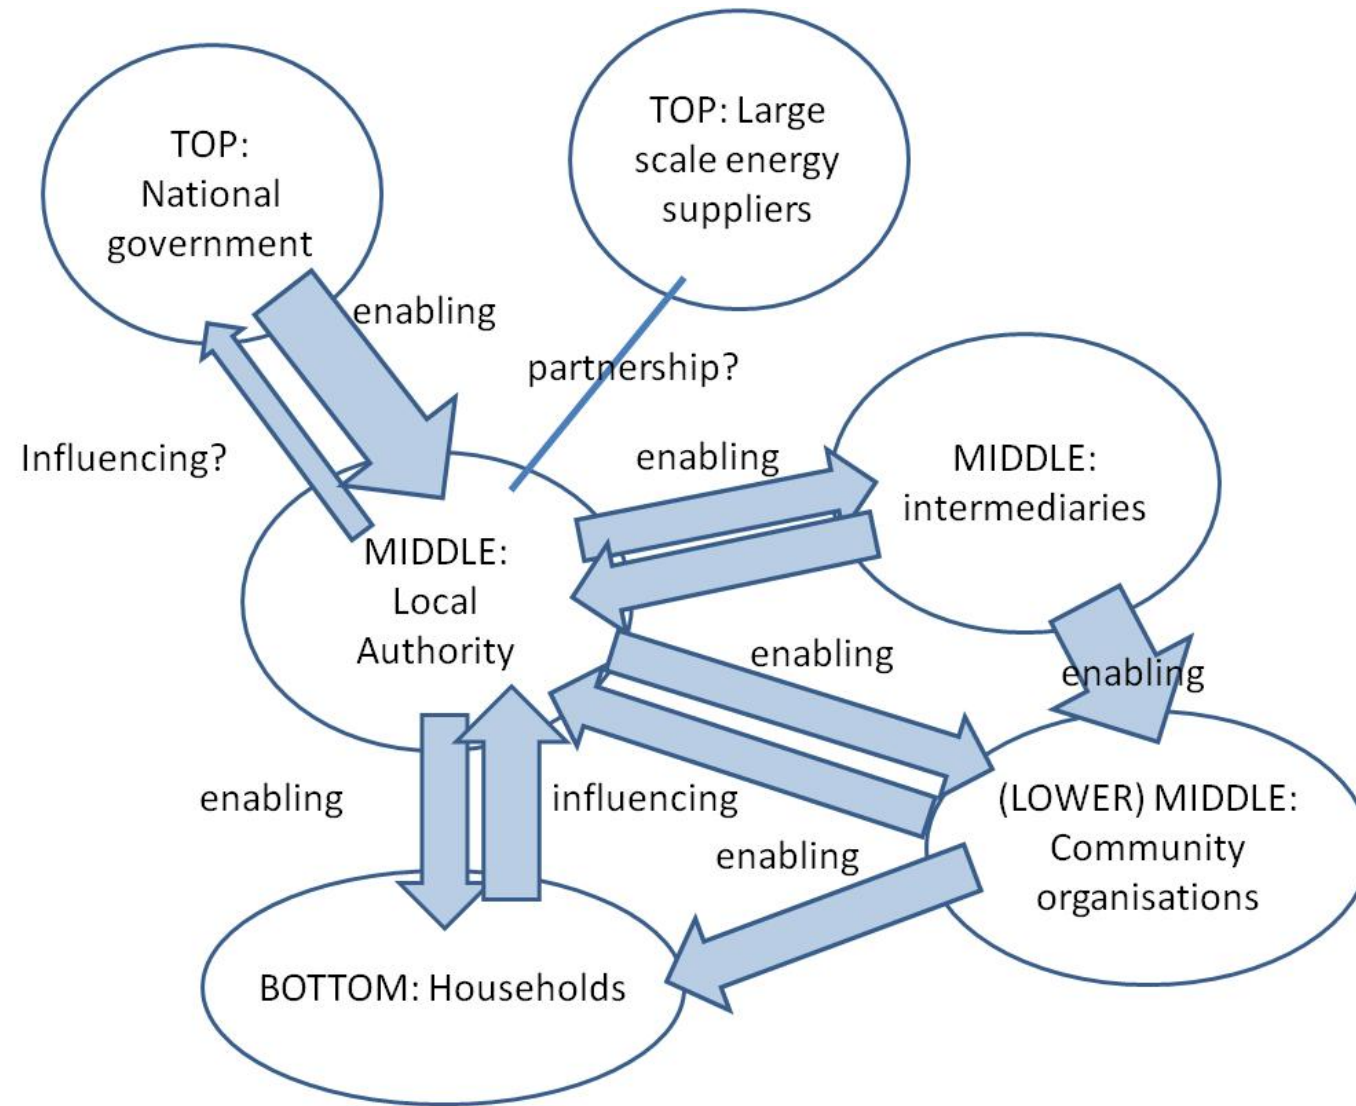 TOP:
National
government
TOP: Large
scale energy
suppliers
enabling
partnership?
Influencing?
enabling
MIDDLE:
intermediaries
MIDDLE:
Local
Authority
enabling
enabling
enabling
influencing
(LOWER) MIDDLE:
Community
organisations
enabling
BOTTOM: Households